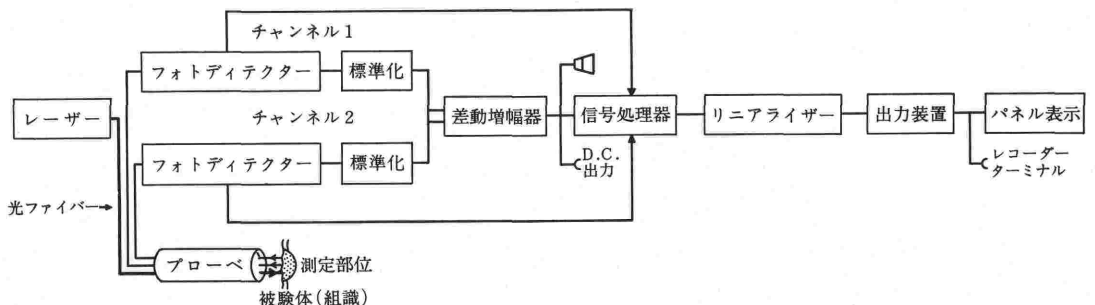 チャンネル1
フォトディテクター
標準化
レーザー
チャンネル2
差動増幅器
信号処理器
リニアライザー
出力装置
パネル表示
フォトディテクター
標準化
D.C.
出力
レコーダー
ターミナル
光ファイバー
プローベ
測定部位
被験体(組織)